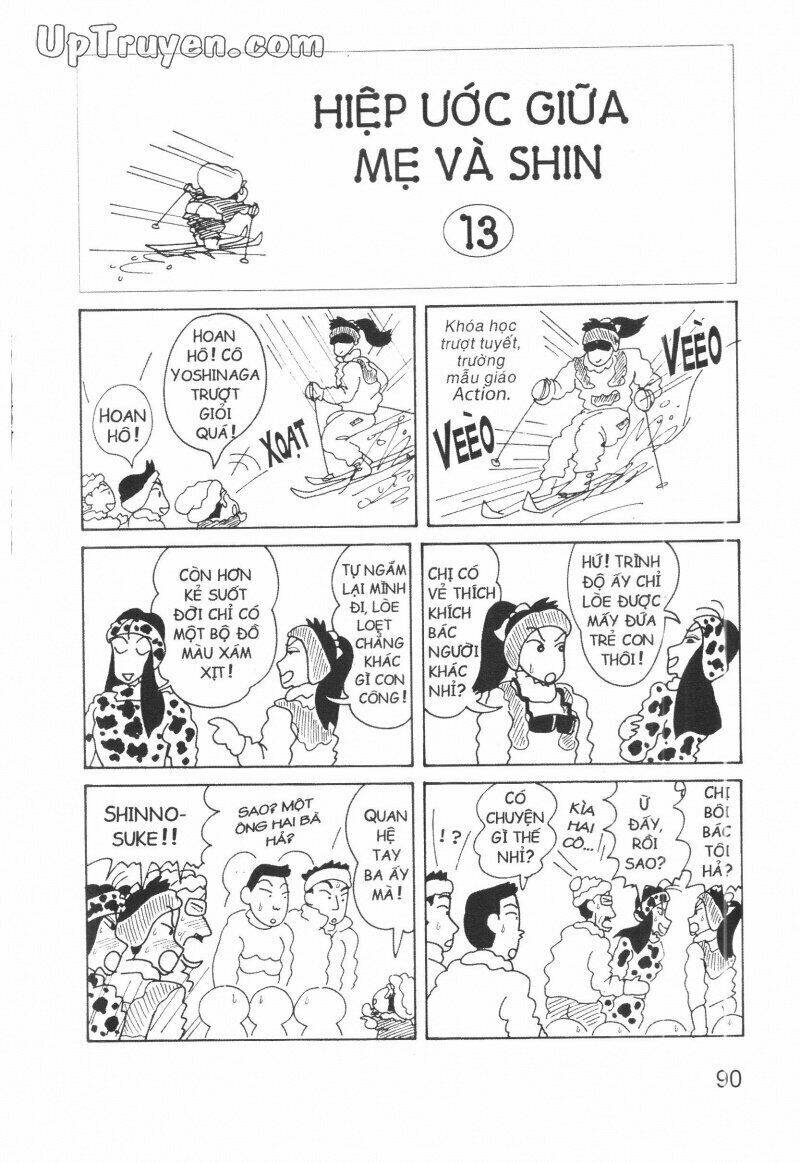 UpTruyen.com
HIỆP ƯỚC GIỮA
MẸ VÀ SHIN
13
Khóa học
trượt tuyết,
trường
mẫu giáo
Action.
VEÈO
VEÈO
HOAN
HÔ! CÔ
YOSHINAGA
TRƯỢT
GIỎI
QUÁ!
HOAN
HÔ!
XOẠT
HỨ! TRÌNH
ĐỘ ẤY CHỈ
LÒE ĐƯỢC
MẤY ĐỨA
TRẺ CON
THÔI!
CHỊ CÓ
VẺ THÍCH
KHÍCH
BÁC
NGƯỜI
KHÁC
NHỈ?
TỰ NGẮM
LẠI MÌNH
ĐI, LÒE
LOẸT
CHẲNG
KHÁC
GÌ CON
CÔNG!
CÒN HƠN
KẺ SUỐT
ĐỜI CHỈ CÓ
MỘT BỘ ĐỒ
MÀU XÁM
XỊT!
CHỊ
BÔI
BÁC
TÔI
HẢ?
Ừ
ĐẤY,
RỒI
SAO?
KÌA
HAI
CÔ...
CÓ
CHUYỆN
GÌ THẾ
NHỈ?
!?
QUAN
HỆ
TAY
BA ẤY
MÀ!
SAO? MỘT
ÔNG HAI BÀ
HẢ?
SHINNO-
SUKE!!
90